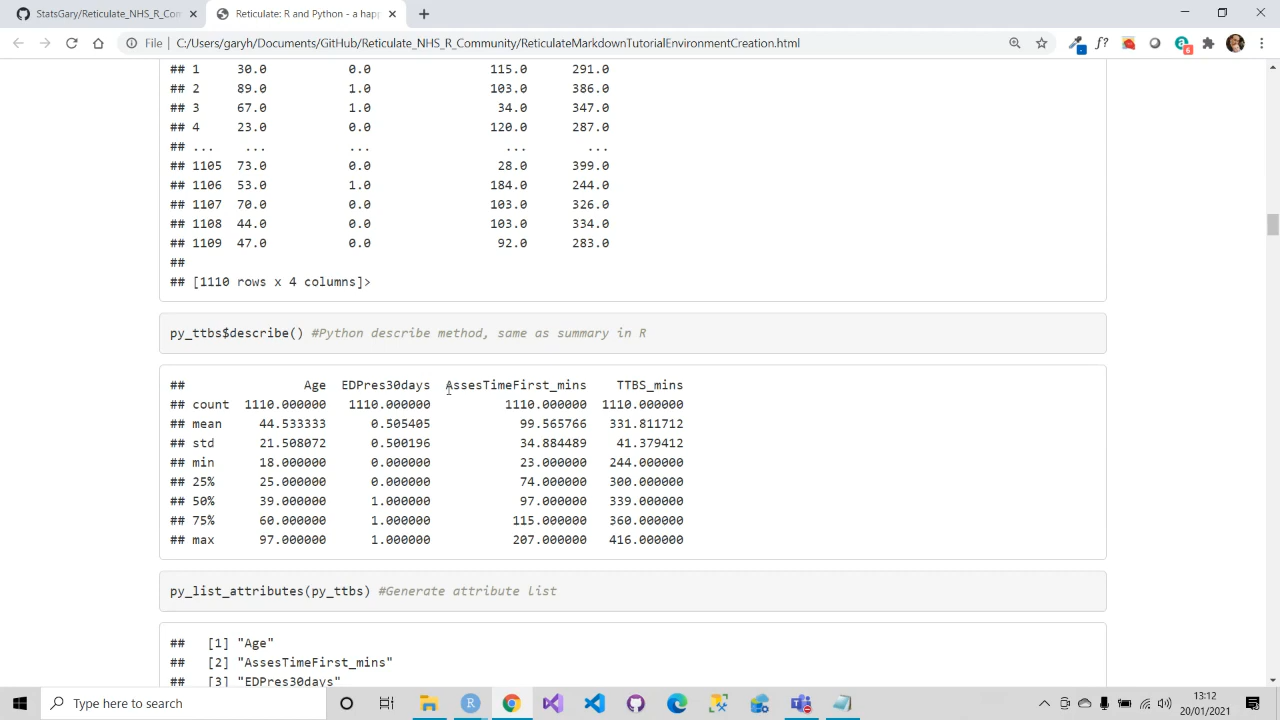 StatsGary/Reticulate_NHS_R_Com
Reticulate: R and Python - a happ
File
C:/Users/garyh/Documents/GitHub/Reticulate_NHS_R_Community/ReticulateMarkdownTutorialEnvironmentCreation.html
f?
6
## 1 30.0 0.0 115.0 291.0
## 2 89.0 1.0 103.0 386.0
## 3 67.0 1.0 34.0 347.0
## 4 23.0 0.0 120.0 287.0
## ... ... ... ... ...
## 1105 73.0 0.0 28.0 399.0
## 1106 53.0 1.0 184.0 244.0
## 1107 70.0 0.0 103.0 326.0
## 1108 44.0 0.0 103.0 334.0
## 1109 47.0 0.0 92.0 283.0
##
## [1110 rows x 4 columns]>
py_ttbs$describe() #Python describe method, same as summary in R
## Age EDPres30days AssesTimeFirst_mins TTBS_mins
## count 1110.000000 1110.000000 1110.000000 1110.000000
## mean 44.533333 0.505405 99.565766 331.811712
## std 21.508072 0.500196 34.884489 41.379412
## min 18.000000 0.000000 23.000000 244.000000
## 25% 25.000000 0.000000 74.000000 300.000000
## 50% 39.000000 1.000000 97.000000 339.000000
## 75% 60.000000 1.000000 115.000000 360.000000
## max 97.000000 1.000000 207.000000 416.000000
py_list_attributes(py_ttbs) #Generate attribute list
## [1] "Age"
## [2] "AssesTimeFirst_mins"
## [3] "EDPres30days"
Type here to search
13:12
20/01/2021